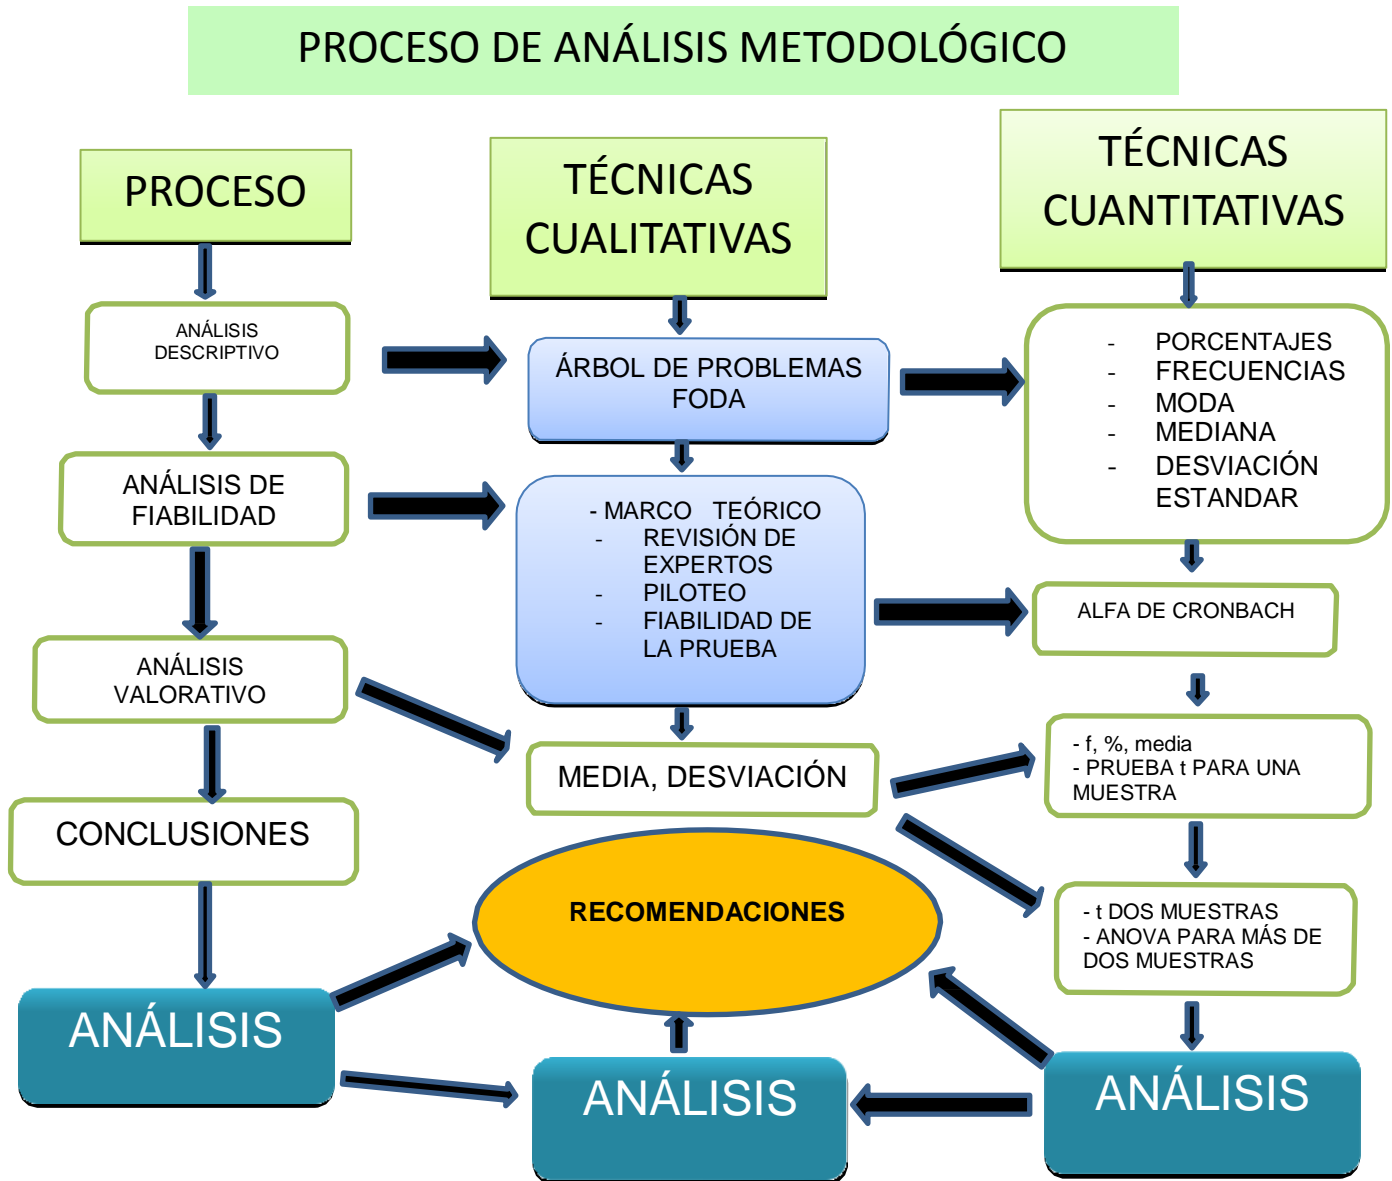 PROCESO DE ANÁLISIS METODOLÓGICO
PROCESO
TÉCNICAS
CUALITATIVAS
TÉCNICAS
CUANTITATIVAS
ANÁLISIS
DESCRIPTIVO
ÁRBOL DE PROBLEMAS
FODA
- PORCENTAJES
- FRECUENCIAS
- MODA
- MEDIANA
- DESVIACIÓN
ESTANDAR
ANÁLISIS DE
FIABILIDAD
- MARCO TEÓRICO
- REVISIÓN DE
EXPERTOS
- PILOTEO
- FIABILIDAD DE
LA PRUEBA
ALFA DE CRONBACH
ANÁLISIS
VALORATIVO
MEDIA, DESVIACIÓN
- f, %, media
- PRUEBA t PARA UNA
MUESTRA
CONCLUSIONES
RECOMENDACIONES
- t DOS MUESTRAS
- ANOVA PARA MÁS DE
DOS MUESTRAS
ANÁLISIS
ANÁLISIS
ANÁLISIS